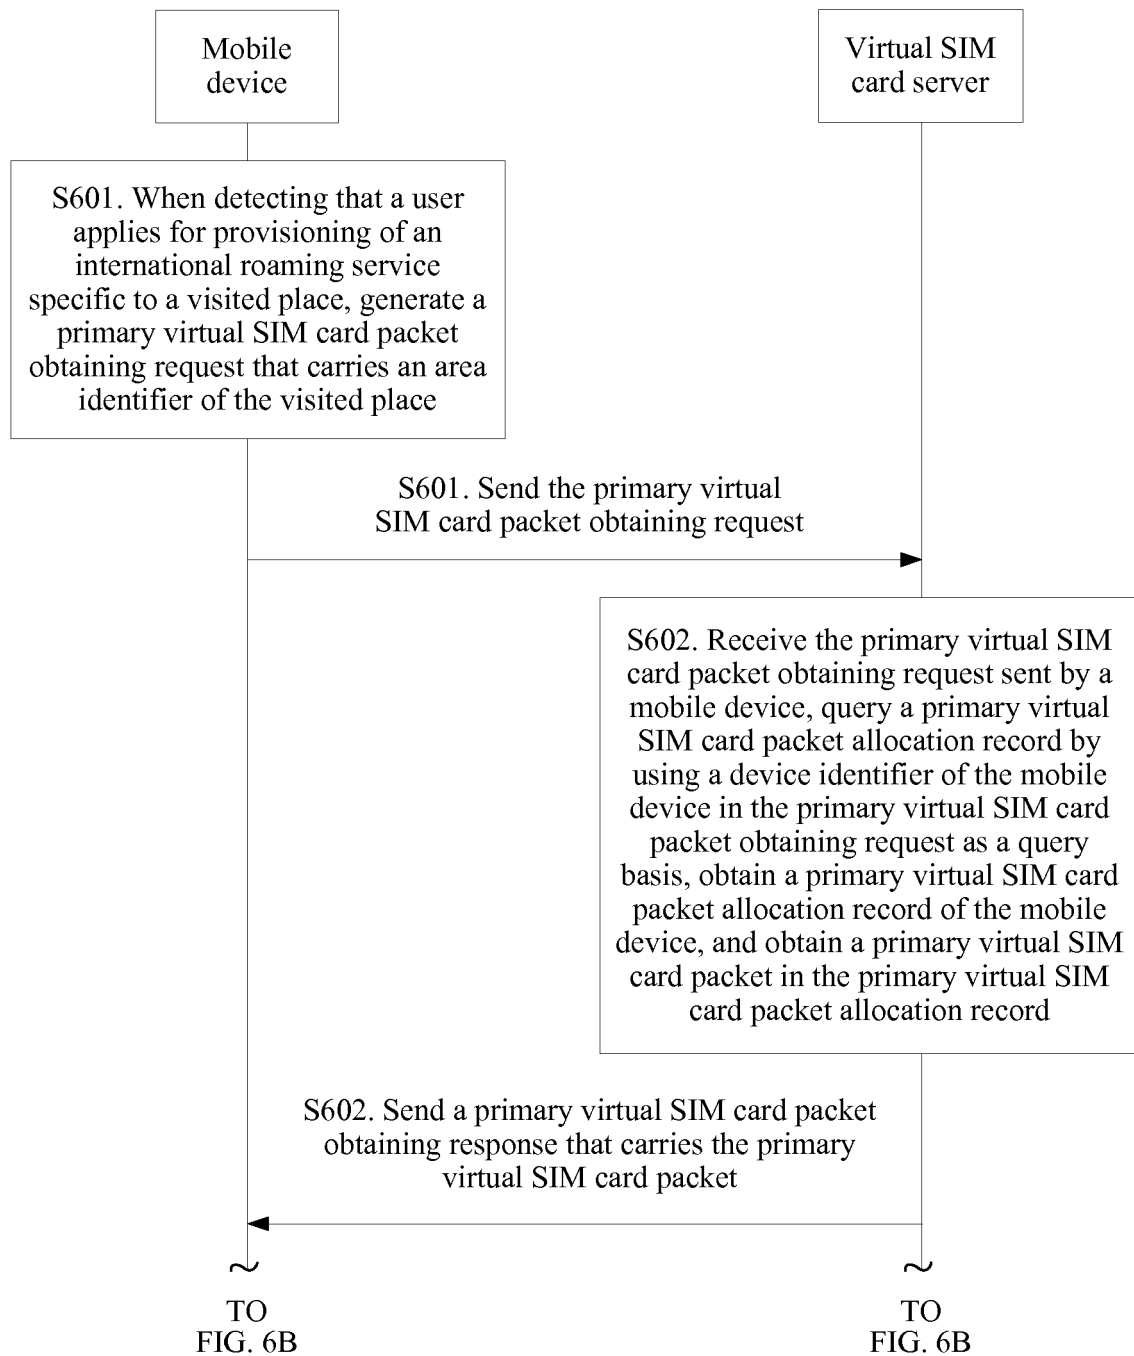 Mobile
device
Virtual SIM
card server
S601. When detecting that a user
applies for provisioning of an
international roaming service
specific to a visited place, generate a
primary virtual SIM card packet
obtaining request that carries an area
identifier of the visited place
S601. Send the primary virtual
SIM card packet obtaining request
S602. Receive the primary virtual SIM
card packet obtaining request sent by a
mobile device, query a primary virtual
SIM card packet allocation record by
using a device identifier of the mobile
device in the primary virtual SIM card
packet obtaining request as a query
basis, obtain a primary virtual SIM card
packet allocation record of the mobile
device, and obtain a primary virtual SIM
card packet in the primary virtual SIM
card packet allocation record
S602. Send a primary virtual SIM card packet
obtaining response that carries the primary
virtual SIM card packet
TO
FIG. 6B
TO
FIG. 6B